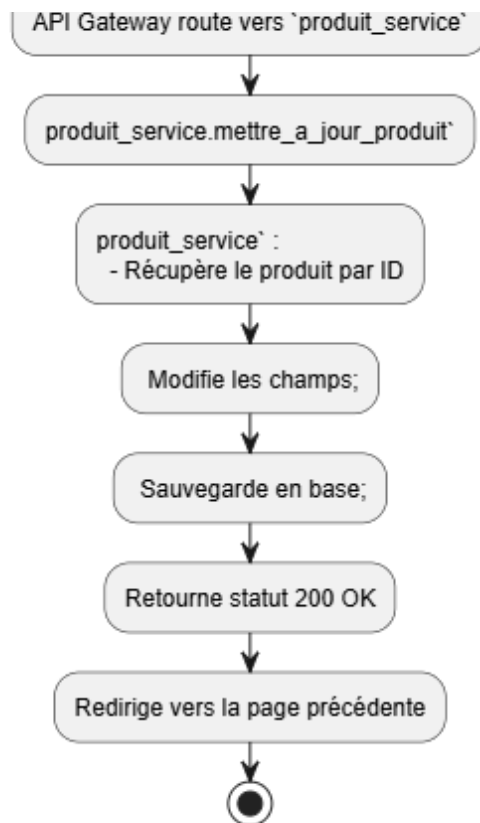 API Gateway route vers `produit_service`
produit_service.mettre_a_jour_produit`
produit_service` :
- Récupère le produit par ID
Modifie les champs;
Sauvegarde en base;
Retourne statut 200 OK
Redirige vers la page précédente